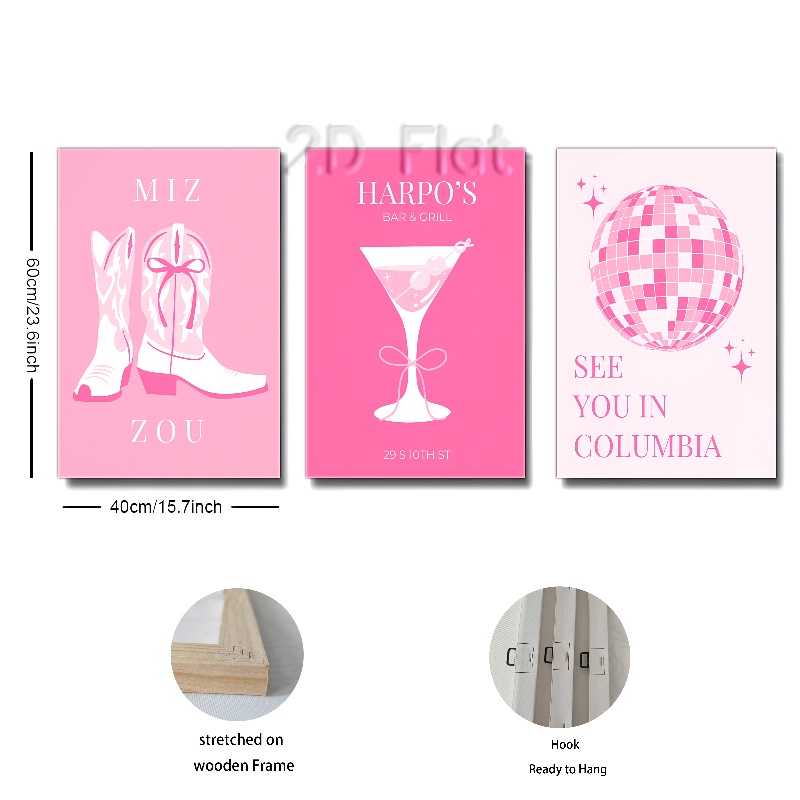 2D Flat
MIZ
ZOU
HARPO'S
BAR & GRILL
29 S 10TH ST
SEE
YOU IN
COLUMBIA
60cm/23.6inch
40cm/15.7inch
stretched on
wooden Frame
Hook
Ready to Hang